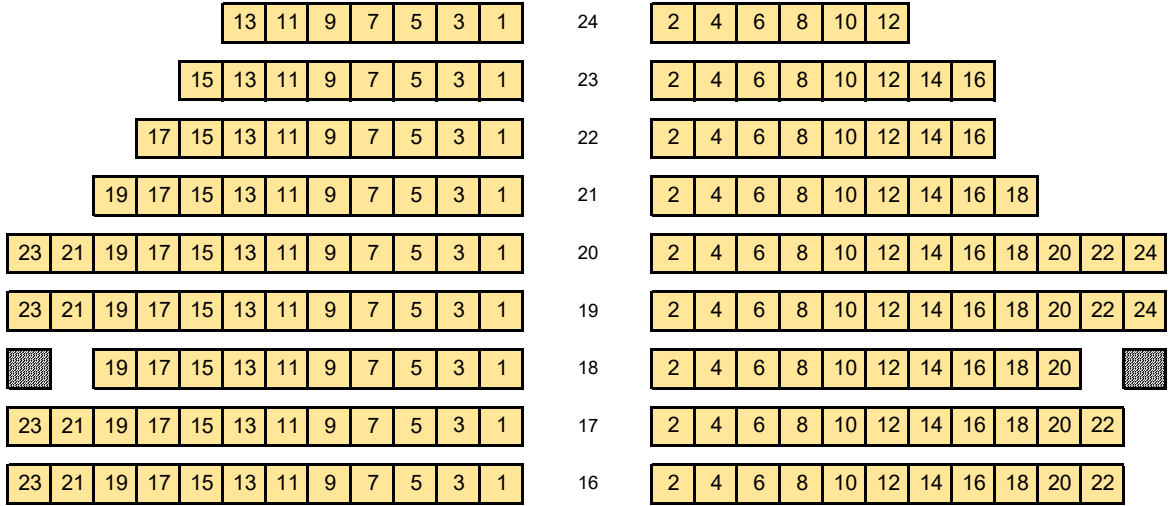 13 11 9 7 5 3 1 24 2 4 6 8 10 12
15 13 11 9 7 5 3 1 23 2 4 6 8 10 12 14 16
17 15 13 11 9 7 5 3 1 22 2 4 6 8 10 12 14 16
19 17 15 13 11 9 7 5 3 1 21 2 4 6 8 10 12 14 16 18
23 21 19 17 15 13 11 9 7 5 3 1 20 2 4 6 8 10 12 14 16 18 20 22 24
23 21 19 17 15 13 11 9 7 5 3 1 19 2 4 6 8 10 12 14 16 18 20 22 24
19 17 15 13 11 9 7 5 3 1 18 2 4 6 8 10 12 14 16 18 20
23 21 19 17 15 13 11 9 7 5 3 1 17 2 4 6 8 10 12 14 16 18 20 22
23 21 19 17 15 13 11 9 7 5 3 1 16 2 4 6 8 10 12 14 16 18 20 22